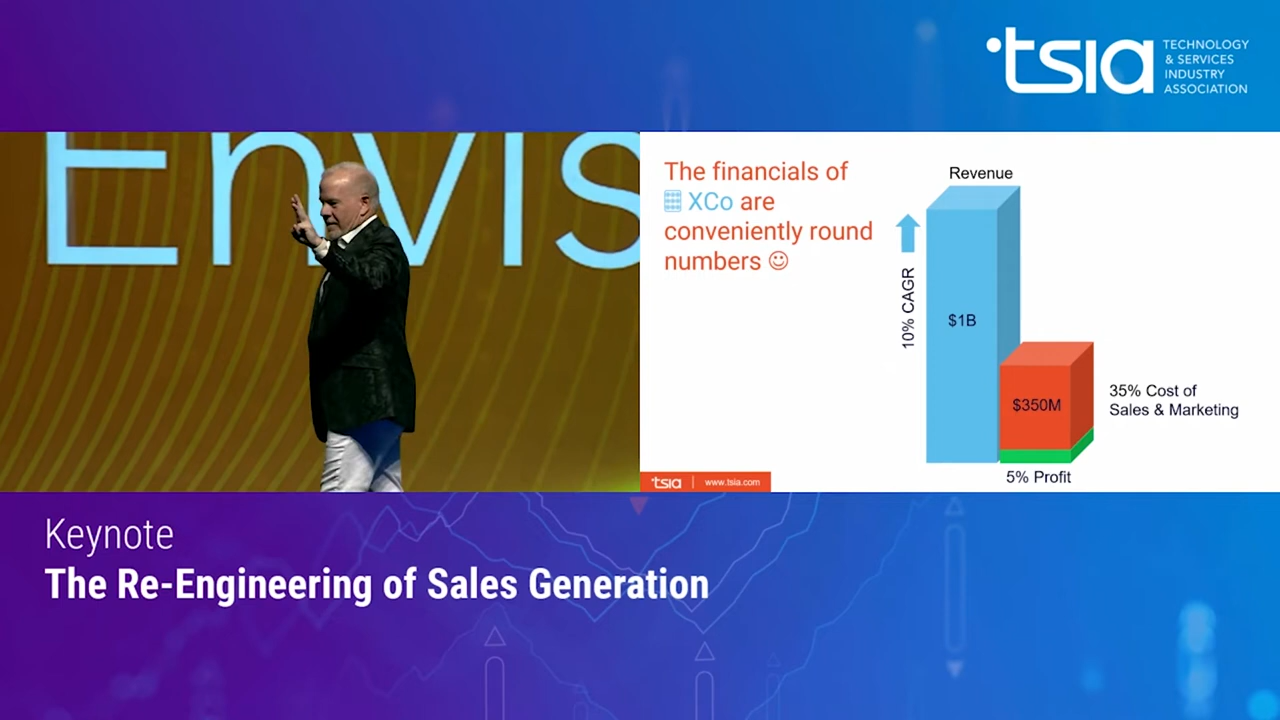 tsia
TECHNOLOGY
& SERVICES
INDUSTRY
ASSOCIATION
Envis
The financials of
XCo are
conveniently round
numbers ☺
Revenue
10% CAGR
$1B
$350M
35% Cost of
Sales & Marketing
5% Profit
tsia | www.tsia.com
Keynote
The Re-Engineering of Sales Generation